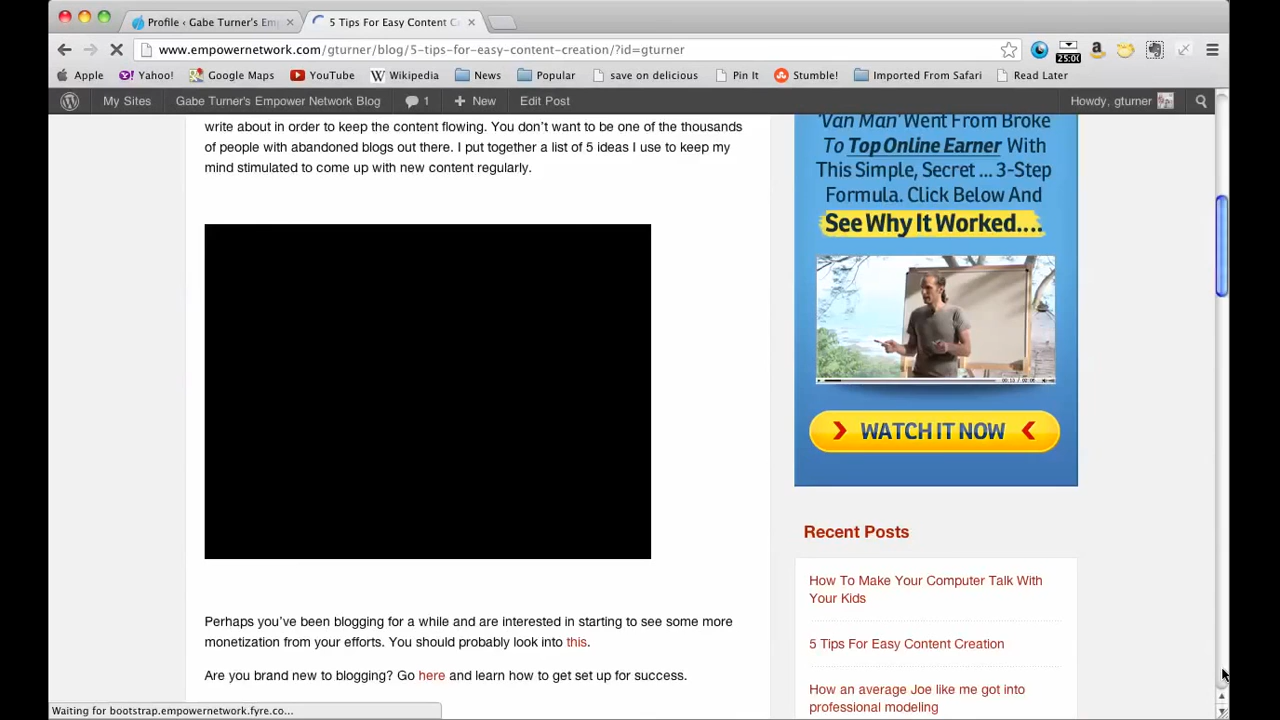 Profile ‹ Gabe Turner's Em
5 Tips For Easy Content C
www.empowernetwork.com/gturner/blog/5-tips-for-easy-content-creation/?id=gturner
25:00
Apple
Yahoo!
Google Maps
YouTube
Wikipedia
News
Popular
save on delicious
Pin It
Stumble!
Imported From Safari
Read Later
My Sites
Gabe Turner's Empower Network Blog
1
+ New
Edit Post
Howdy, gturner
write about in order to keep the content flowing. You don't want to be one of the thousands
of people with abandoned blogs out there. I put together a list of 5 ideas I use to keep my
mind stimulated to come up with new content regularly.
Perhaps you've been blogging for a while and are interested in starting to see some more
monetization from your efforts. You should probably look into this.
Are you brand new to blogging? Go here and learn how to get set up for success.
'Van Man' Went From Broke
To Top Online Earner With
This Simple, Secret ... 3-Step
Formula. Click Below And
See Why It Worked....
WATCH IT NOW
Recent Posts
How To Make Your Computer Talk With
Your Kids
5 Tips For Easy Content Creation
How an average Joe like me got into
professional modeling
Waiting for bootstrap.empowernetwork.fyre.co...